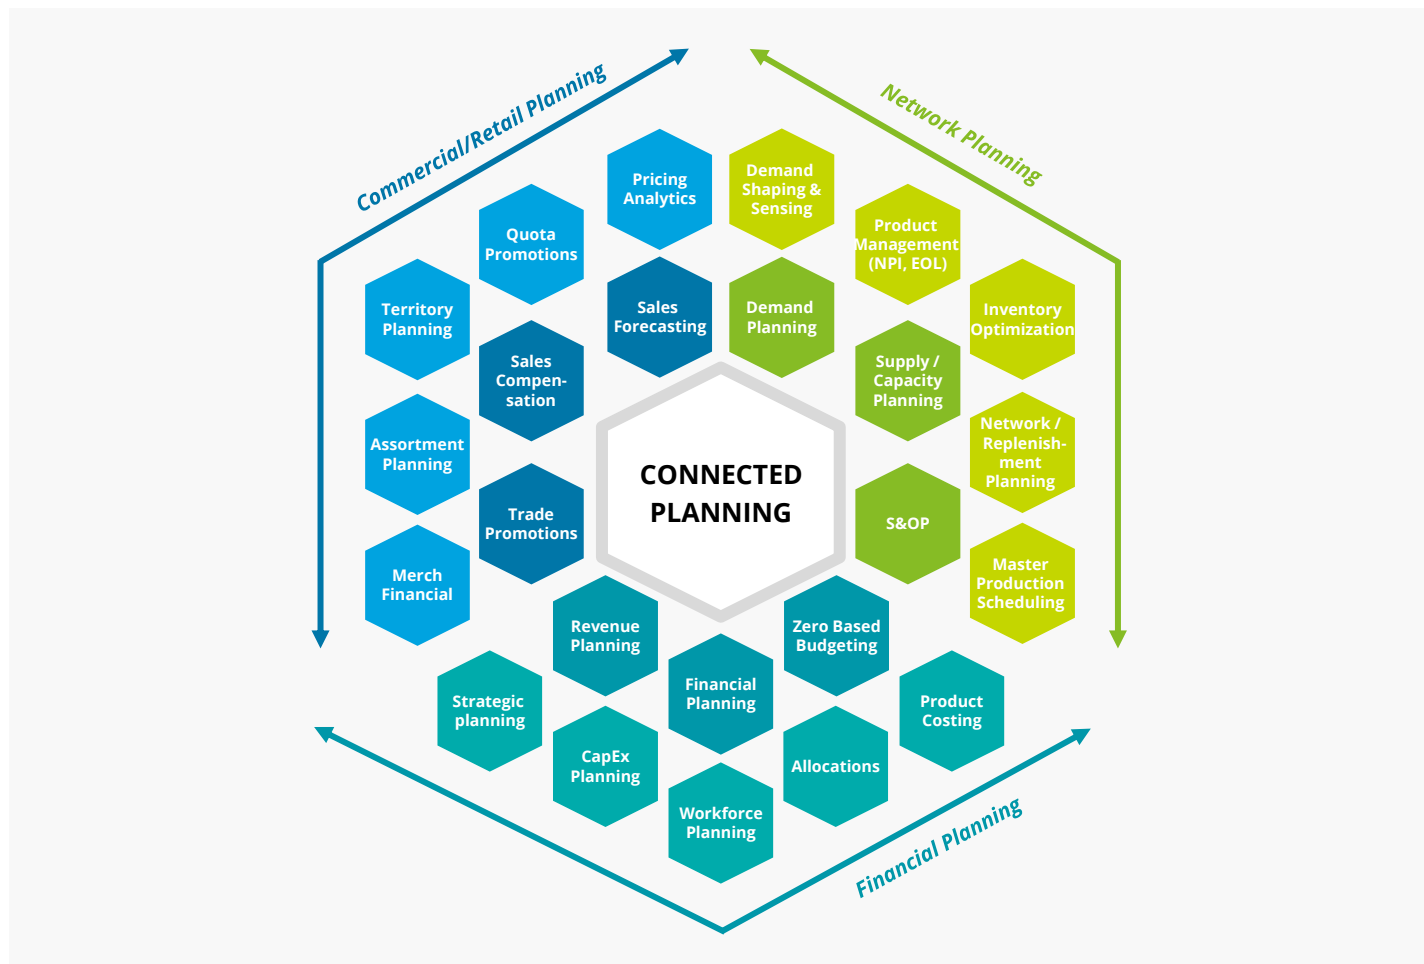 Commercial/Retail Planning
Network Planning
Pricing
Analytics
Demand
Shaping &
Sensing
Quota
Promotions
Product
Management
(NPI, EOL)
Territory
Planning
Sales
Forecasting
Demand
Planning
Inventory
Optimization
Sales
Compen-
sation
Supply /
Capacity
Planning
Assortment
Planning
Network /
Replenish-
ment
Planning
CONNECTED
PLANNING
Trade
Promotions
S&OP
Merch
Financial
Master
Production
Scheduling
Revenue
Planning
Zero Based
Budgeting
Financial
Planning
Strategic
planning
Product
Costing
CapEx
Planning
Allocations
Workforce
Planning
Financial Planning